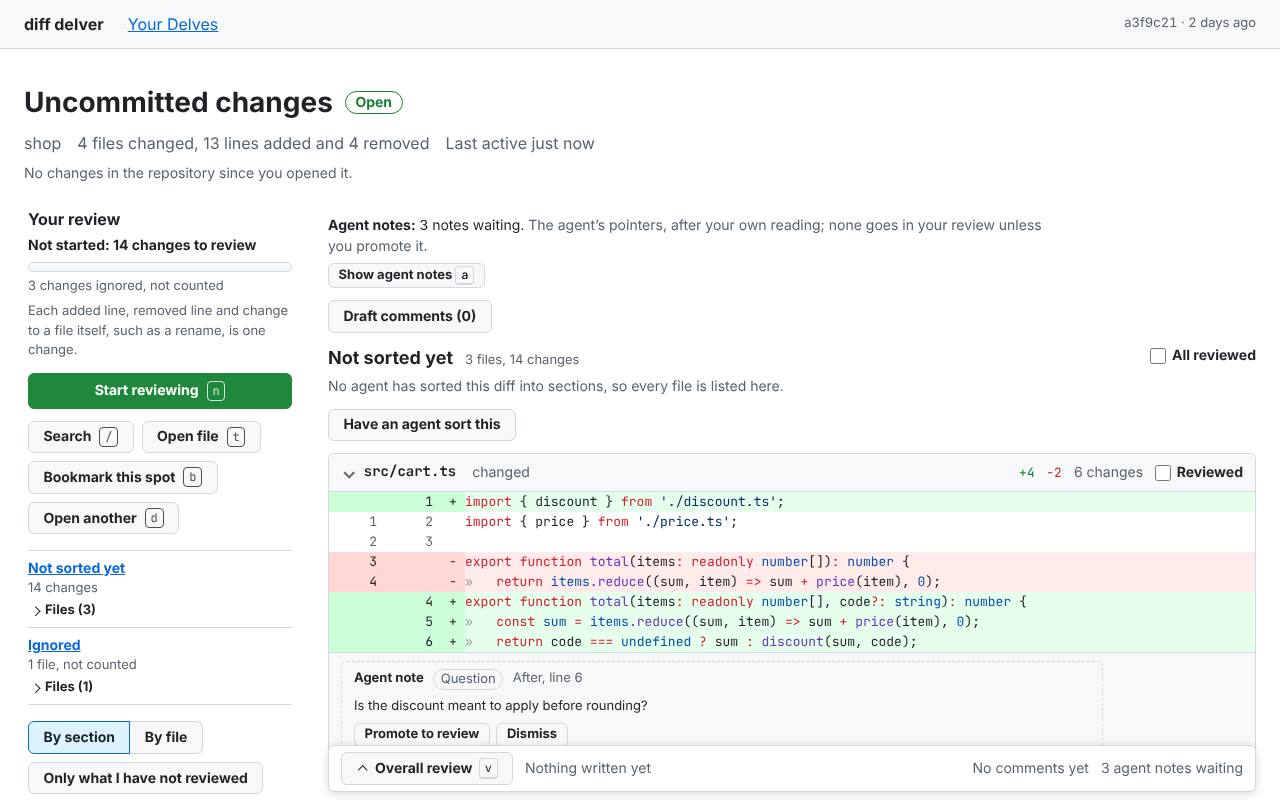 diff delver Your Delves a3f9c21 · 2 days ago
Uncommitted changes Open
shop 4 files changed, 13 lines added and 4 removed Last active just now
No changes in the repository since you opened it.
Your review
Not started: 14 changes to review
3 changes ignored, not counted
Each added line, removed line and change
to a file itself, such as a rename, is one
change.
Start reviewing n
Search / Open file t
Bookmark this spot b
Open another d
Not sorted yet
14 changes
Files (3)
Ignored
1 file, not counted
Files (1)
By section By file
Only what I have not reviewed
Agent notes: 3 notes waiting. The agent’s pointers, after your own reading; none goes in your review unless
you promote it.
Show agent notes a
Draft comments (0)
Not sorted yet 3 files, 14 changes All reviewed
No agent has sorted this diff into sections, so every file is listed here.
Have an agent sort this
src/cart.ts changed +4 -2 6 changes Reviewed
1 + import { discount } from './discount.ts';
1 2 import { price } from './price.ts';
2 3
3 - export function total(items: readonly number[]): number {
4 - » return items.reduce((sum, item) => sum + price(item), 0);
4 + export function total(items: readonly number[], code?: string): number {
5 + » const sum = items.reduce((sum, item) => sum + price(item), 0);
6 + » return code === undefined ? sum : discount(sum, code);
Agent note Question After, line 6
Is the discount meant to apply before rounding?
Promote to review Dismiss
Overall review v Nothing written yet No comments yet 3 agent notes waiting